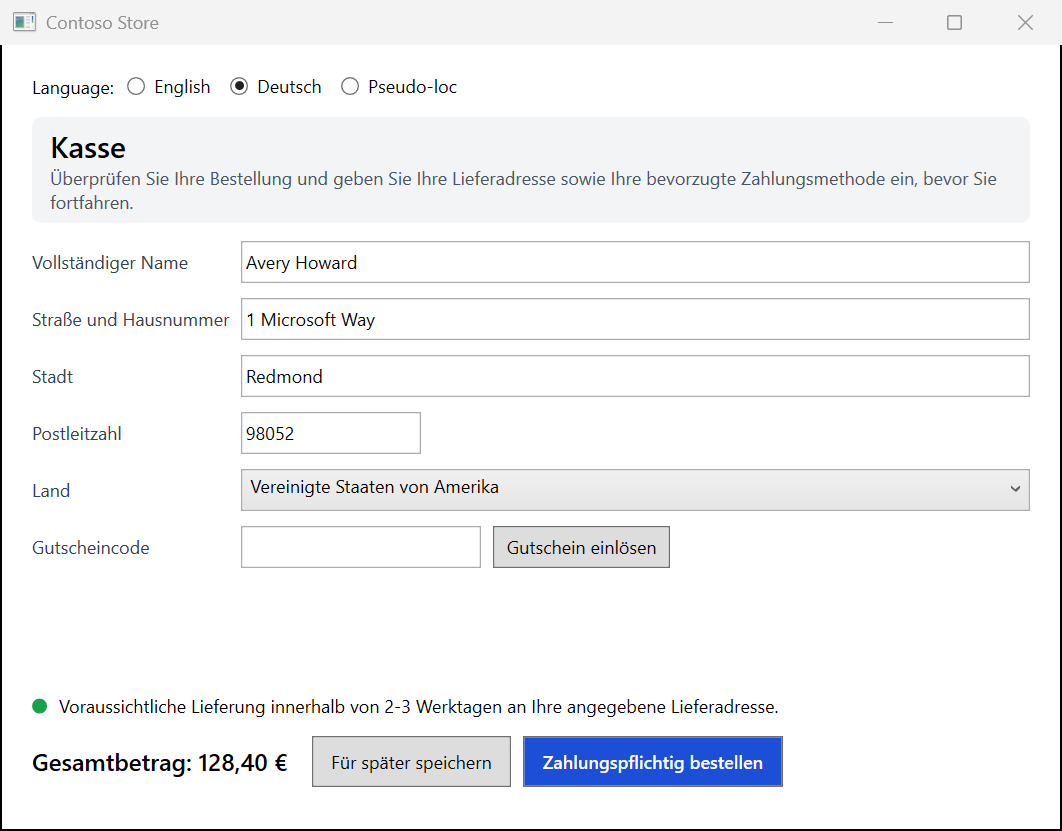 Contoso Store
Language: English Deutsch Pseudo-loc
Kasse
Überprüfen Sie Ihre Bestellung und geben Sie Ihre Lieferadresse sowie Ihre bevorzugte Zahlungsmethode ein, bevor Sie
fortfahren.
Vollständiger Name Avery Howard
Straße und Hausnummer 1 Microsoft Way
Stadt Redmond
Postleitzahl 98052
Land Vereinigte Staaten von Amerika
Gutscheincode Gutschein einlösen
Voraussichtliche Lieferung innerhalb von 2-3 Werktagen an Ihre angegebene Lieferadresse.
Gesamtbetrag: 128,40 € Für später speichern Zahlungspflichtig bestellen